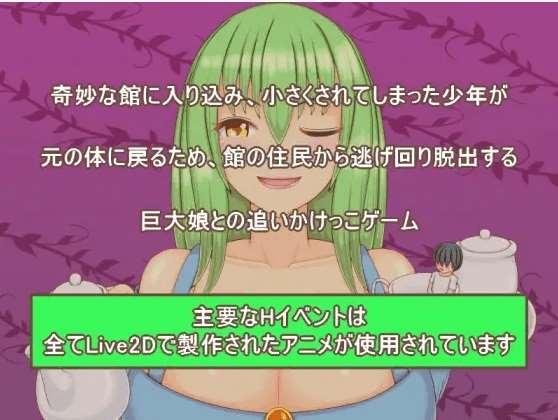 奇妙な館に入り込み、小さくされてしまった少年が
元の体に戻るため、館の住民から逃げ回り脱出する
巨大娘との追いかけっこゲーム
主要なHイベントは
全てLive2Dで製作されたアニメが使用されています